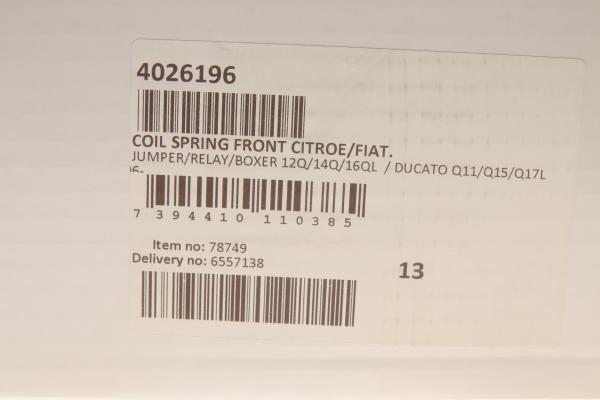 4026196
COIL SPRING FRONT CITROE/FIAT.
JUMPER/RELAY/BOXER 12Q/14Q/16QL / DUCATO Q11/Q15/Q17L
06-
7 394410 110385
Item no: 78749
Delivery no: 6557138
13